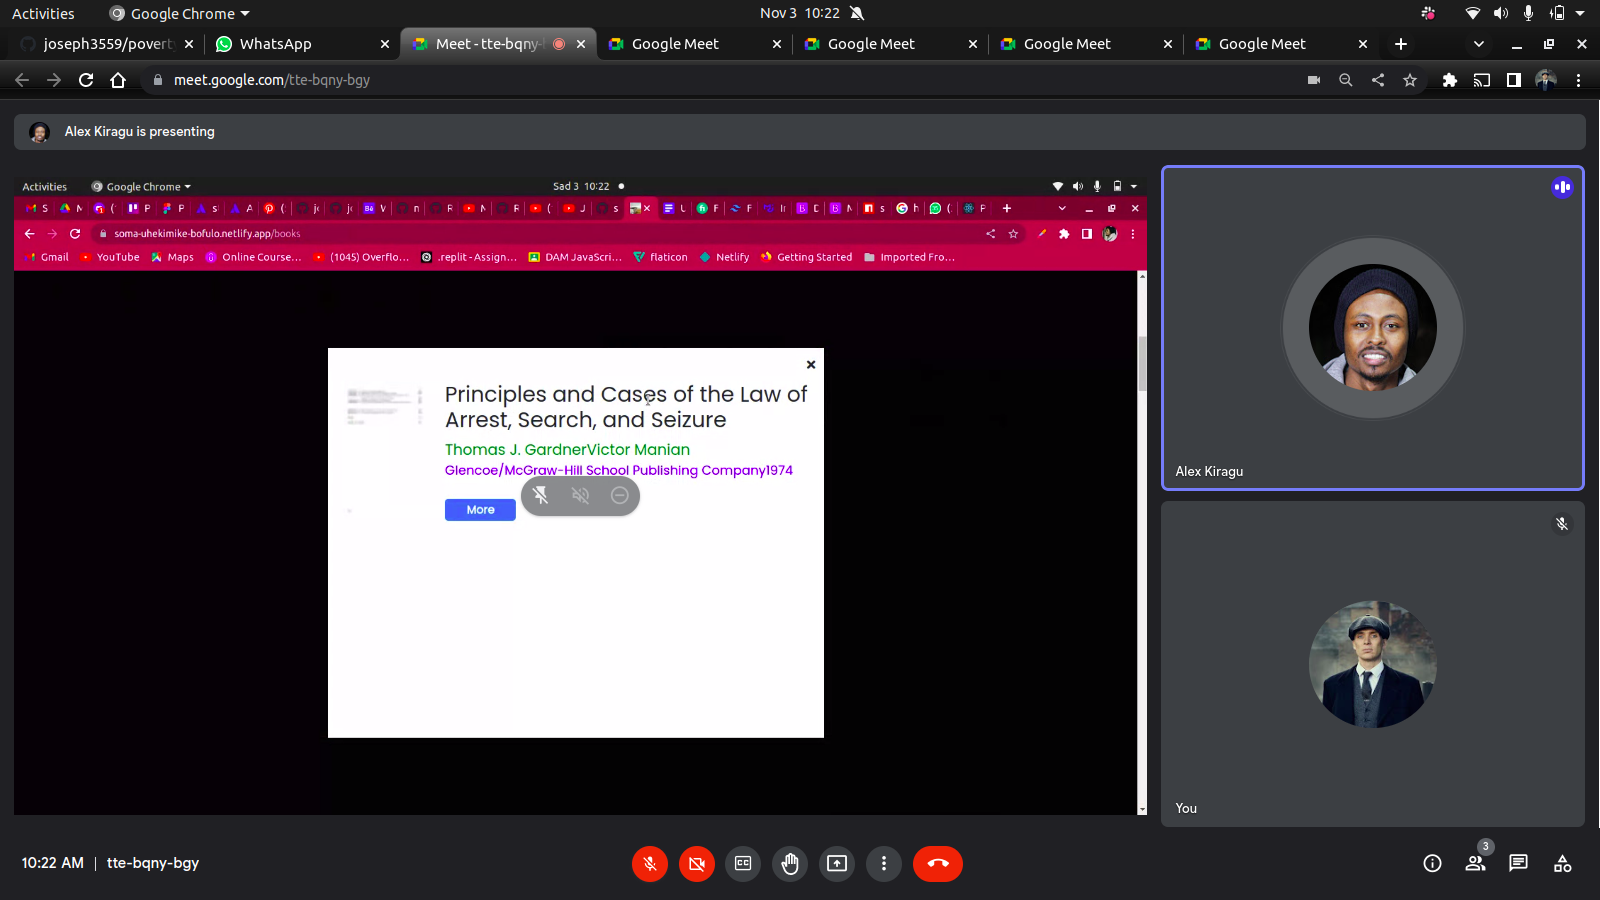 Activities
Google Chrome
Nov 3 10:22
joseph3559/povert
WhatsApp
Meet - tte-bqny-
Google Meet
Google Meet
Google Meet
Google Meet
meet.google.com/tte-bqny-bgy
Alex Kiragu is presenting
Activities
Google Chrome
Sad 3 10:22
soma-uhekimike-bofulo.netlify.app/books
Gmail
YouTube
Maps
Online Course...
(1045) Overflo...
.replit - Assign...
DAM JavaScri...
flaticon
Netlify
Getting Started
Imported Fro...
Principles and Cases of the Law of
Arrest, Search, and Seizure
Thomas J. GardnerVictor Manian
Glencoe/McGraw-Hill School Publishing Company1974
More
Alex Kiragu
You
10:22 AM | tte-bqny-bgy
3